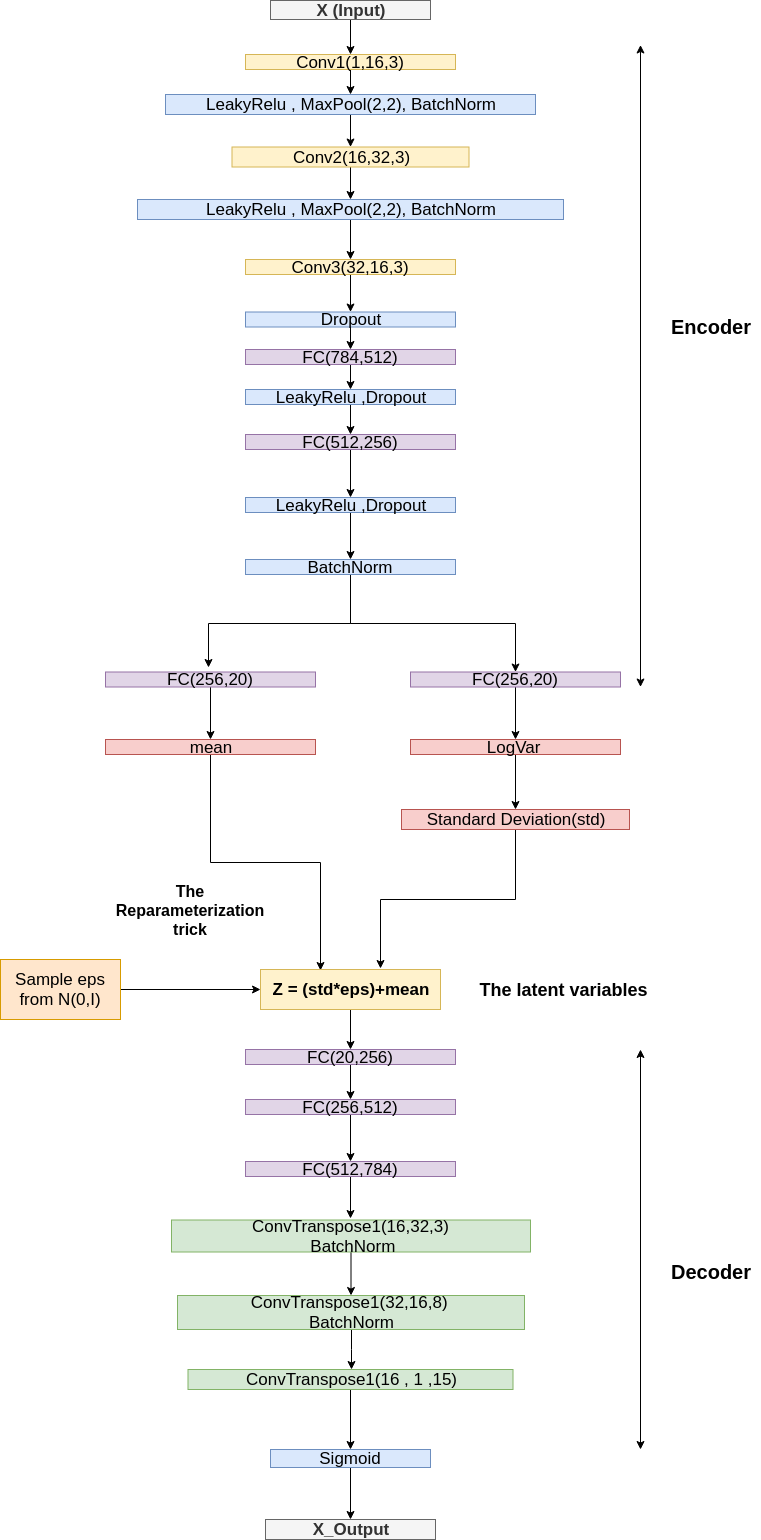 X (Input)
Conv1(1,16,3)
LeakyRelu , MaxPool(2,2), BatchNorm
Conv2(16,32,3)
LeakyRelu , MaxPool(2,2), BatchNorm
Conv3(32,16,3)
Dropout
Encoder
FC(784,512)
LeakyRelu ,Dropout
FC(512,256)
LeakyRelu ,Dropout
BatchNorm
FC(256,20)
FC(256,20)
mean
LogVar
Standard Deviation(std)
The
Reparameterization
trick
Sample eps
from N(0,I)
Z = (std*eps)+mean
The latent variables
FC(20,256)
FC(256,512)
FC(512,784)
ConvTranspose1(16,32,3)
BatchNorm
Decoder
ConvTranspose1(32,16,8)
BatchNorm
ConvTranspose1(16 , 1 ,15)
Sigmoid
X_Output